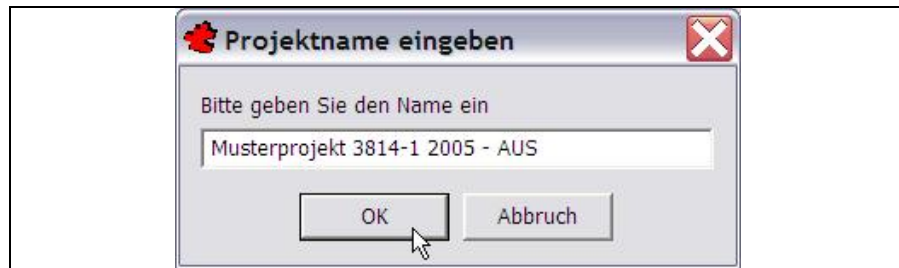 Projektname eingeben
Bitte geben Sie den Name ein
Musterprojekt 3814-1 2005 - AUS
OK Abbruch